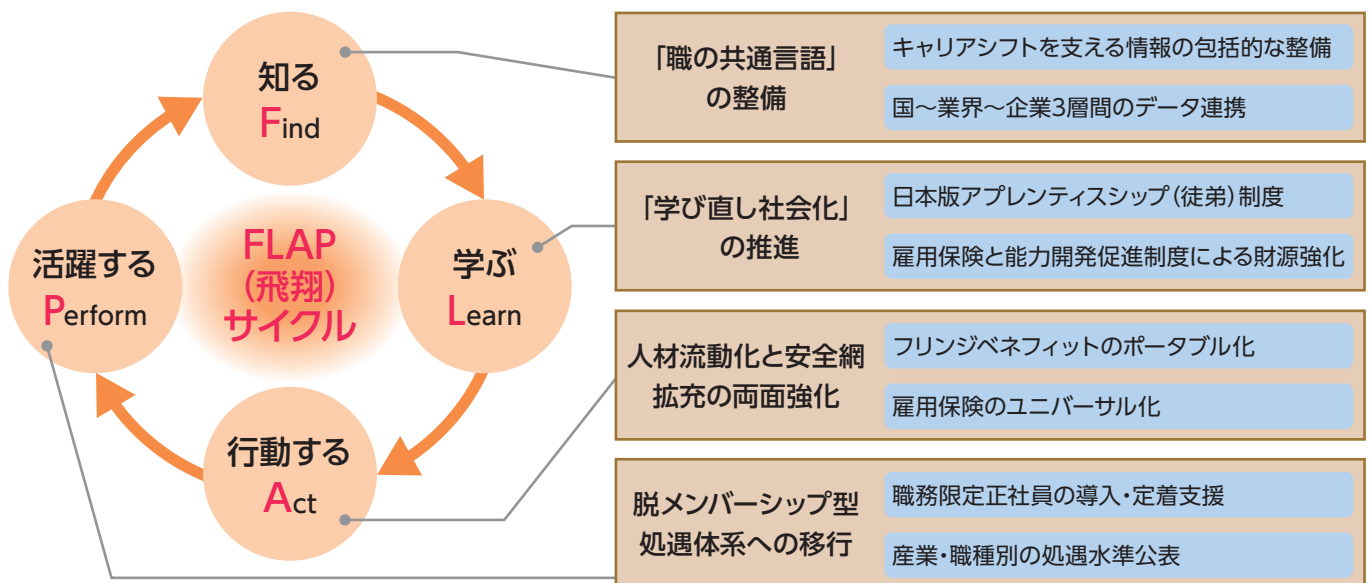 知る
Find
学ぶ
Learn
行動する
Act
活躍する
Perform
FLAP
(飛翔)
サイクル
「職の共通言語」
の整備
キャリアシフトを支える情報の包括的な整備
国~業界~企業3層間のデータ連携
「学び直し社会化」
の推進
日本版アプレンティスシップ(徒弟)制度
雇用保険と能力開発促進制度による財源強化
人材流動化と安全網
拡充の両面強化
フリンジベネフィットのポータブル化
雇用保険のユニバーサル化
脱メンバーシップ型
処遇体系への移行
職務限定正社員の導入・定着支援
産業・職種別の処遇水準公表